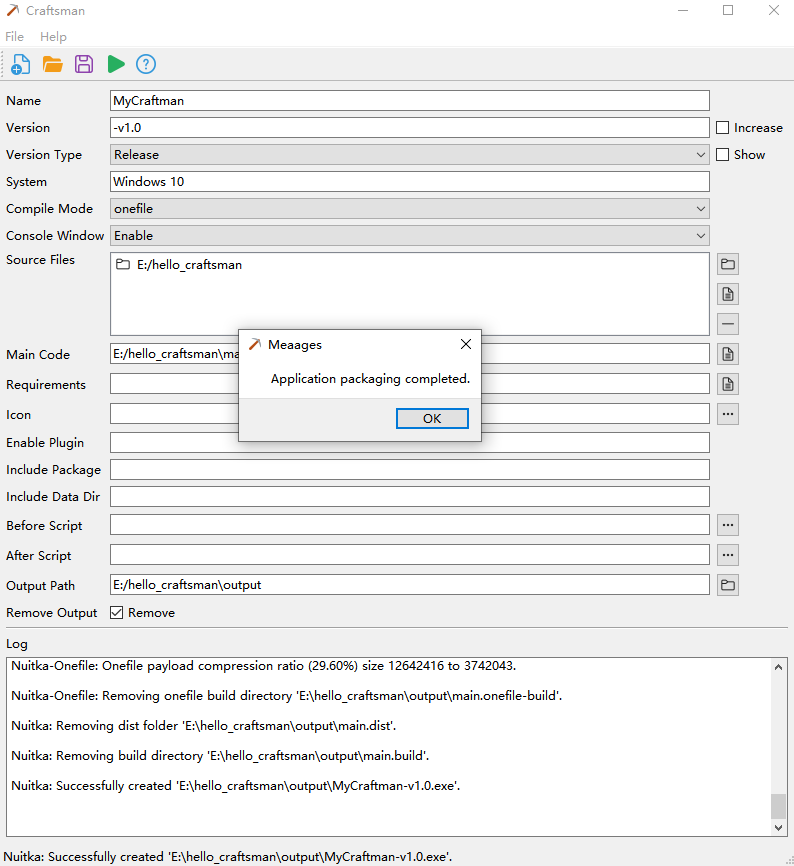 Craftsman
File Help
Name MyCraftman
Version -v1.0 Increase
Version Type Release Show
System Windows 10
Compile Mode onefile
Console Window Enable
Source Files E:/hello_craftsman
Meaages
Application packaging completed.
OK
Main Code E:/hello_craftsman\ma
Requirements
Icon
Enable Plugin
Include Package
Include Data Dir
Before Script
After Script
Output Path E:/hello_craftsman\output
Remove Output Remove
Log
Nuitka-Onefile: Onefile payload compression ratio (29.60%) size 12642416 to 3742043.
Nuitka-Onefile: Removing onefile build directory 'E:\hello_craftsman\output\main.onefile-build'.
Nuitka: Removing dist folder 'E:\hello_craftsman\output\main.dist'.
Nuitka: Removing build directory 'E:\hello_craftsman\output\main.build'.
Nuitka: Successfully created 'E:\hello_craftsman\output\MyCraftman-v1.0.exe'.
Nuitka: Successfully created 'E:\hello_craftsman\output\MyCraftman-v1.0.exe'.